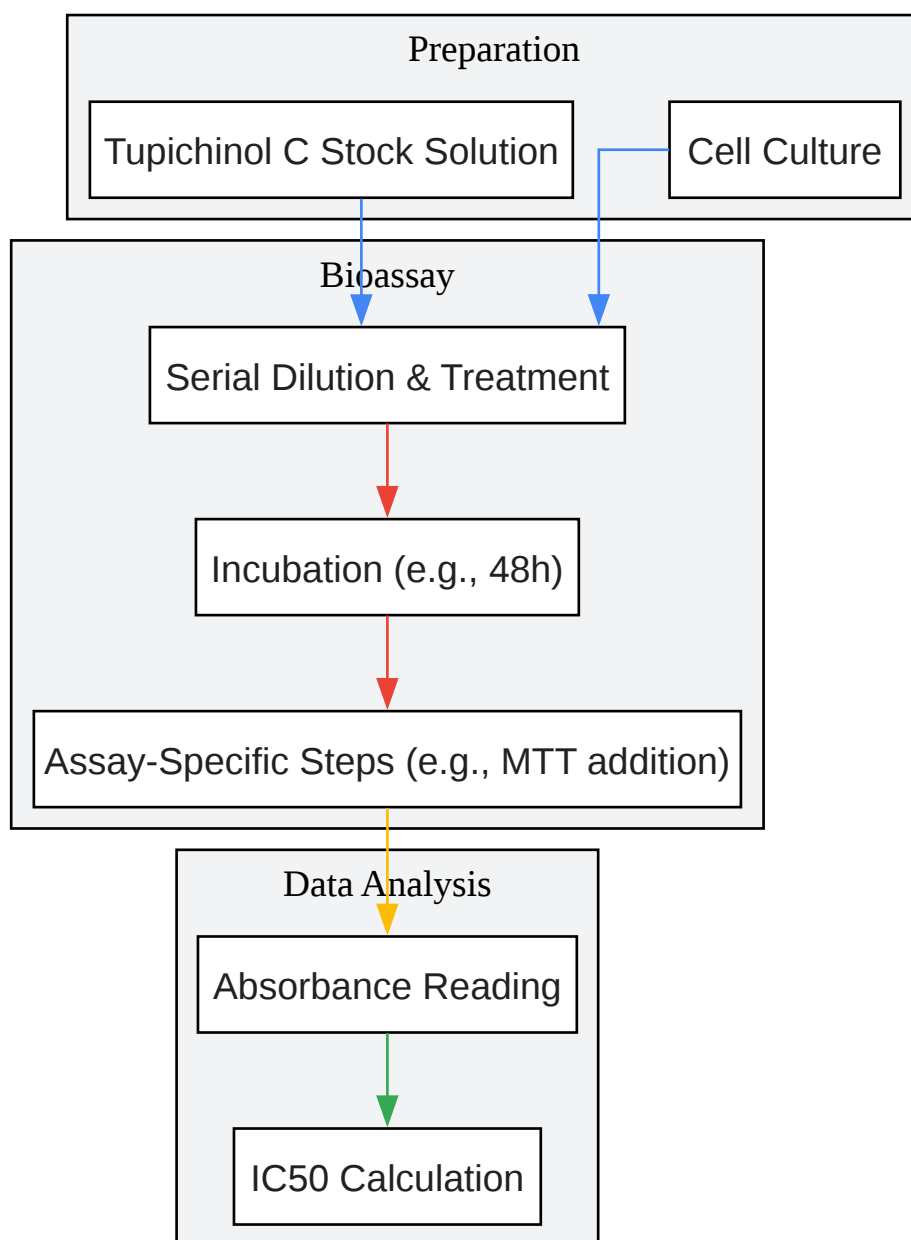 Preparation
Tupichinol C Stock Solution
Cell Culture
Bioassay
Serial Dilution & Treatment
Incubation (e.g., 48h)
Assay-Specific Steps (e.g., MTT addition)
Data Analysis
Absorbance Reading
IC50 Calculation